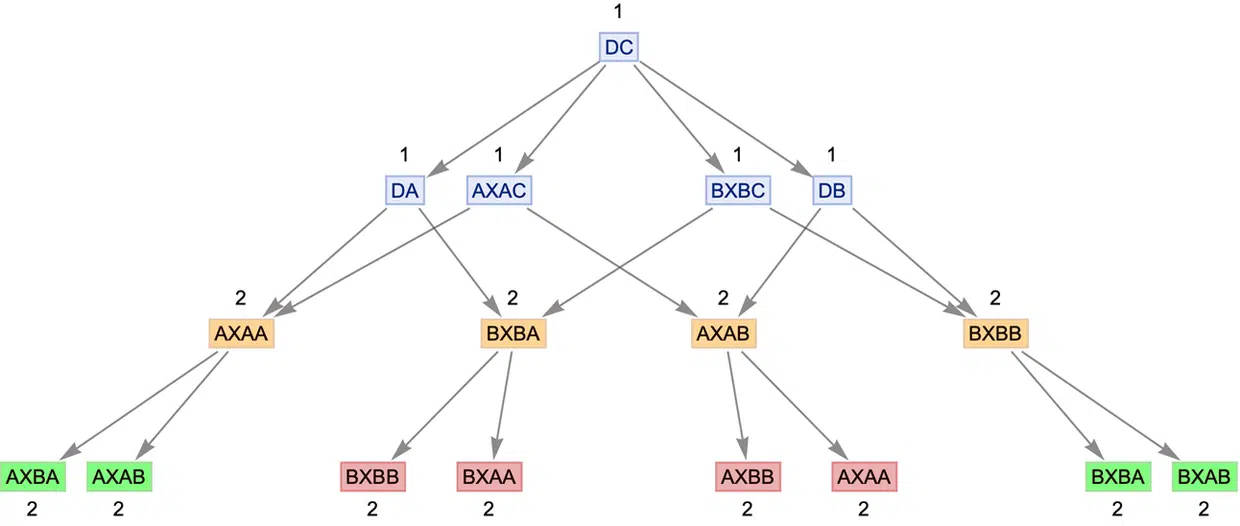 1
DC
1 1 1 1
DA AXAC BXBC DB
2 2 2 2
AXAA BXBA AXAB BXBB
AXBA AXAB BXBB BXAA AXBB AXAA BXBA BXAB
2 2 2 2 2 2 2 2